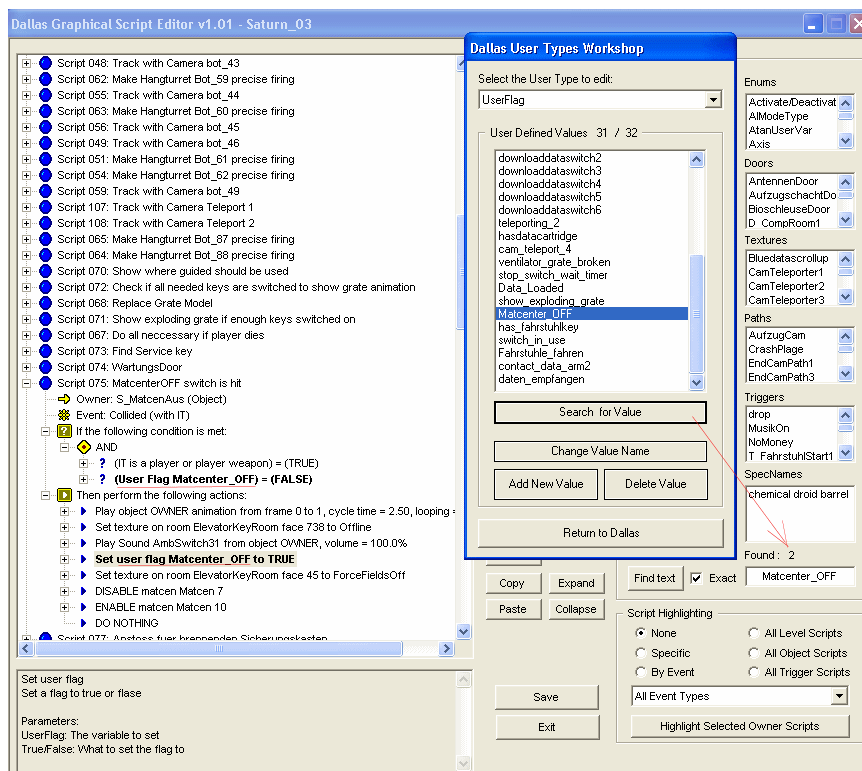 Dallas Graphical Script Editor v1.01 - Saturn_03
Script 048: Track with Camera bot_43
Script 062: Make Hangturret Bot_59 precise firing
Script 055: Track with Camera bot_44
Script 063: Make Hangturret Bot_60 precise firing
Script 056: Track with Camera bot_45
Script 049: Track with Camera bot_46
Script 051: Make Hangturret Bot_61 precise firing
Script 054: Make Hangturret Bot_62 precise firing
Script 059: Track with Camera bot_49
Script 107: Track with Camera Teleport 1
Script 108: Track with Camera Teleport 2
Script 065: Make Hangturret Bot_87 precise firing
Script 064: Make Hangturret Bot_88 precise firing
Script 070: Show where guided should be used
Script 072: Check if all needed keys are switched to show grate animation
Script 068: Replace Grate Model
Script 071: Show exploding grate if enough keys switched on
Script 067: Do all neccessary if player dies
Script 073: Find Service key
Script 074: WartungsDoor
Script 075: MatcenterOFF switch is hit
Owner: S_MatcenAus (Object)
Event: Collided (with IT)
If the following condition is met:
AND
(IT is a player or player weapon) = (TRUE)
(User Flag Matcenter_OFF) = (FALSE)
Then perform the following actions:
Play object OWNER animation from frame 0 to 1, cycle time = 2.50, looping =
Set texture on room ElevatorKeyRoom face 738 to Offline
Play Sound AmbSwitch31 from object OWNER, volume = 100.0%
Set user flag Matcenter_OFF to TRUE
Set texture on room ElevatorKeyRoom face 45 to ForceFieldsOff
DISABLE matcen Matcen 7
ENABLE matcen Matcen 10
DO NOTHING
Script 077: Anstoss fuer brennenden Sicherungskasten
Set user flag
Set a flag to true or flase
Parameters:
UserFlag: The variable to set
True/False: What to set the flag to
Dallas User Types Workshop
Select the User Type to edit:
UserFlag
User Defined Values 31 / 32
downloaddataswitch2
downloaddataswitch3
downloaddataswitch4
downloaddataswitch5
downloaddataswitch6
teleporting_2
hasdatacartridge
cam_teleport_4
ventilator_grate_broken
stop_switch_wait_timer
Data_Loaded
show_exploding_grate
Matcenter_OFF
has_fahrstuhlkey
switch_in_use
Fahrstuhle_fahren
contact_data_arm2
daten_empfangen
Search for Value
Change Value Name
Add New Value
Delete Value
Return to Dallas
Copy
Expand
Paste
Collapse
Save
Exit
Enums
Activate/Deactivat
AIModeType
AtanUserVar
Axis
Doors
AntennenDoor
AufzugschachtDo
BioschleuseDoor
D_CompRoom1
Textures
Bluedatascrollup
CamTeleporter1
CamTeleporter2
CamTeleporter3
Paths
AufzugCam
CrashPlage
EndCamPath1
EndCamPath3
Triggers
drop
MusikOn
NoMoney
T_FahrstuhlStart1
SpecNames
chemical droid barrel
Found : 2
Find text
Exact
Matcenter_OFF
Script Highlighting
None
All Level Scripts
Specific
All Object Scripts
By Event
All Trigger Scripts
All Event Types
Highlight Selected Owner Scripts